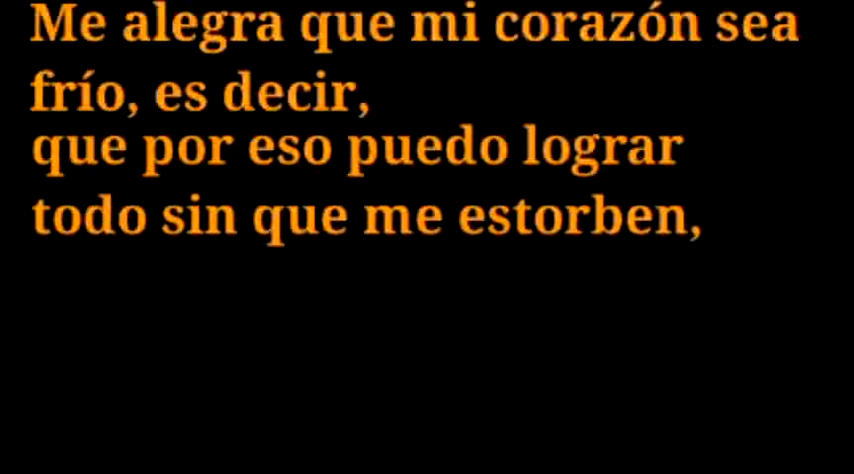 Me alegra que mi corazón sea
frío, es decir,
que por eso puedo lograr
todo sin que me estorben,